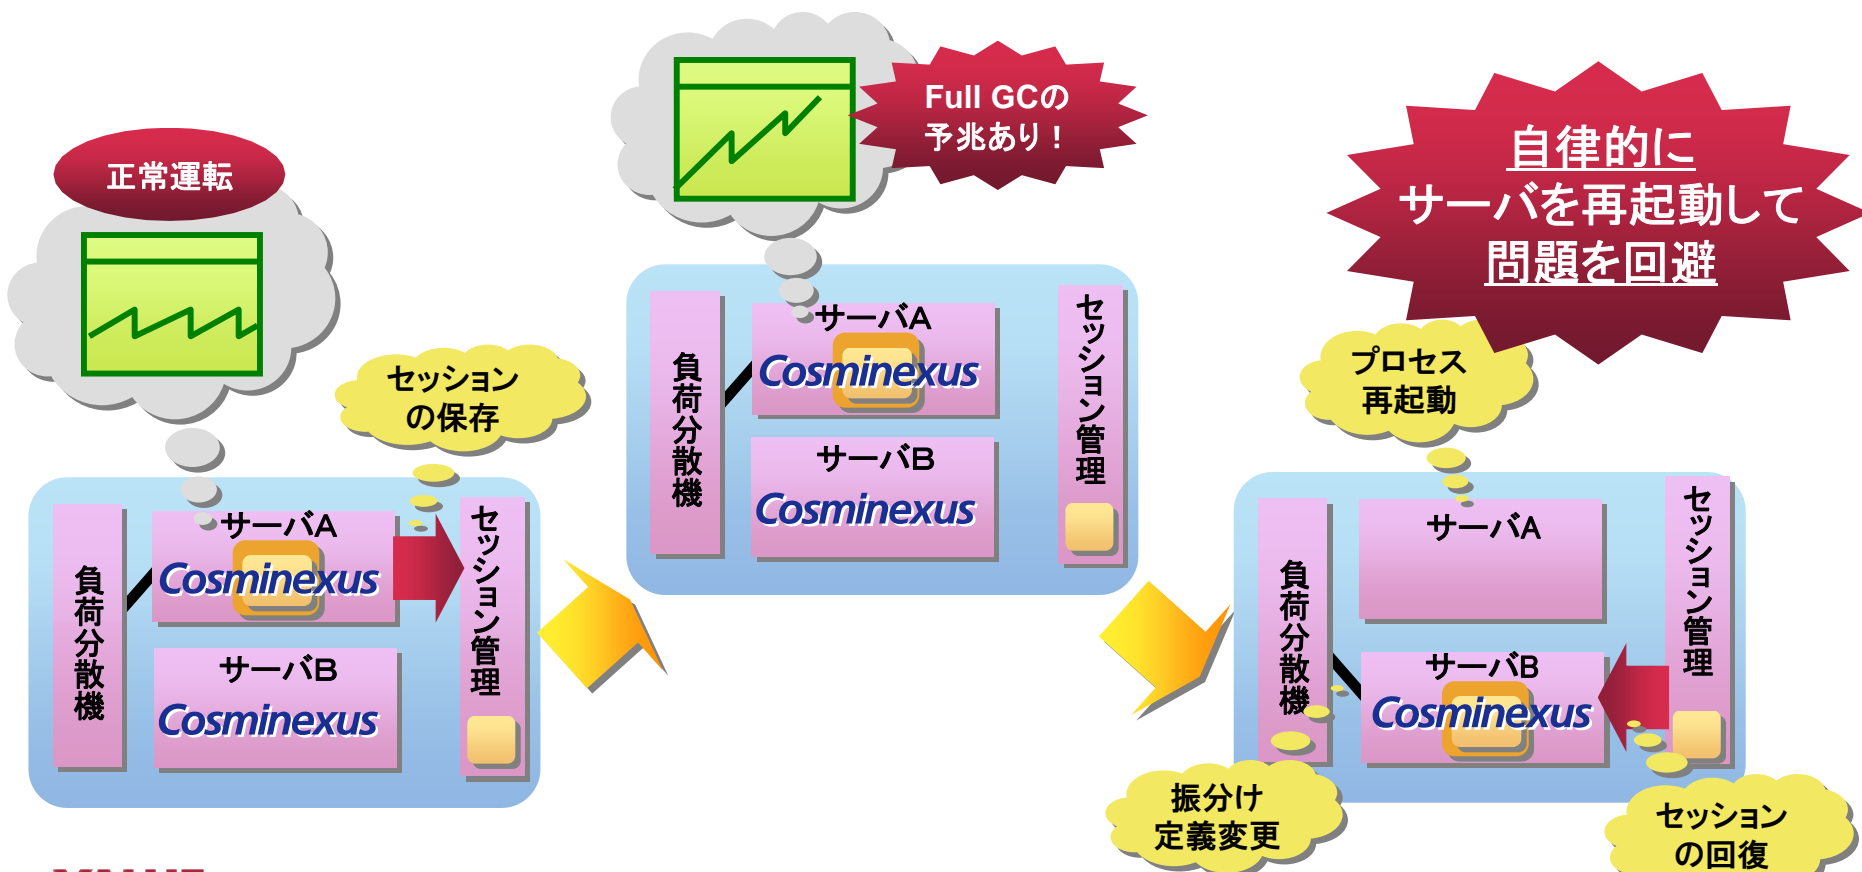 正常運転
セッション
の保存
負荷分散機
サーバA
Cosminexus
サーバB
Cosminexus
セッション管理
Full GCの
予兆あり！
負荷分散機
サーバA
Cosminexus
サーバB
Cosminexus
セッション管理
自律的に
サーバを再起動して
問題を回避
プロセス
再起動
負荷分散機
サーバA
サーバB
Cosminexus
セッション管理
振分け
定義変更
セッション
の回復